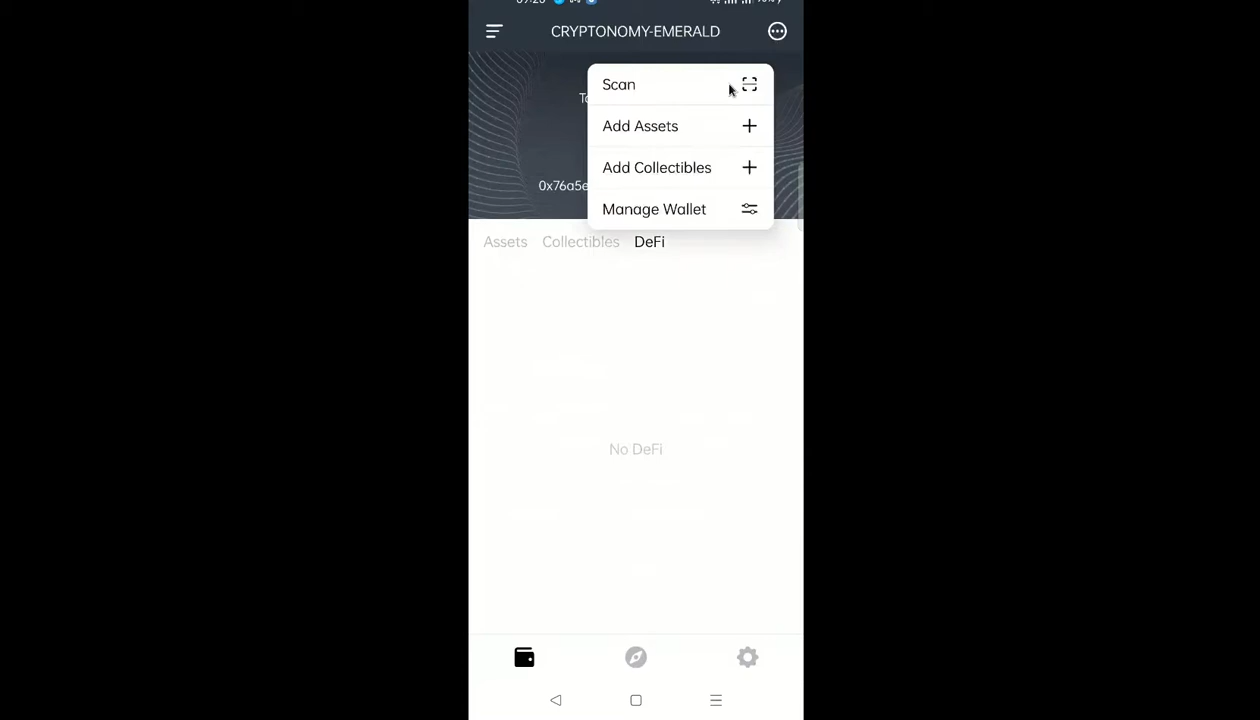 CRYPTONOMY-EMERALD
Scan
Add Assets
Add Collectibles
0x76a5e
Manage Wallet
Assets Collectibles DeFi
No DeFi